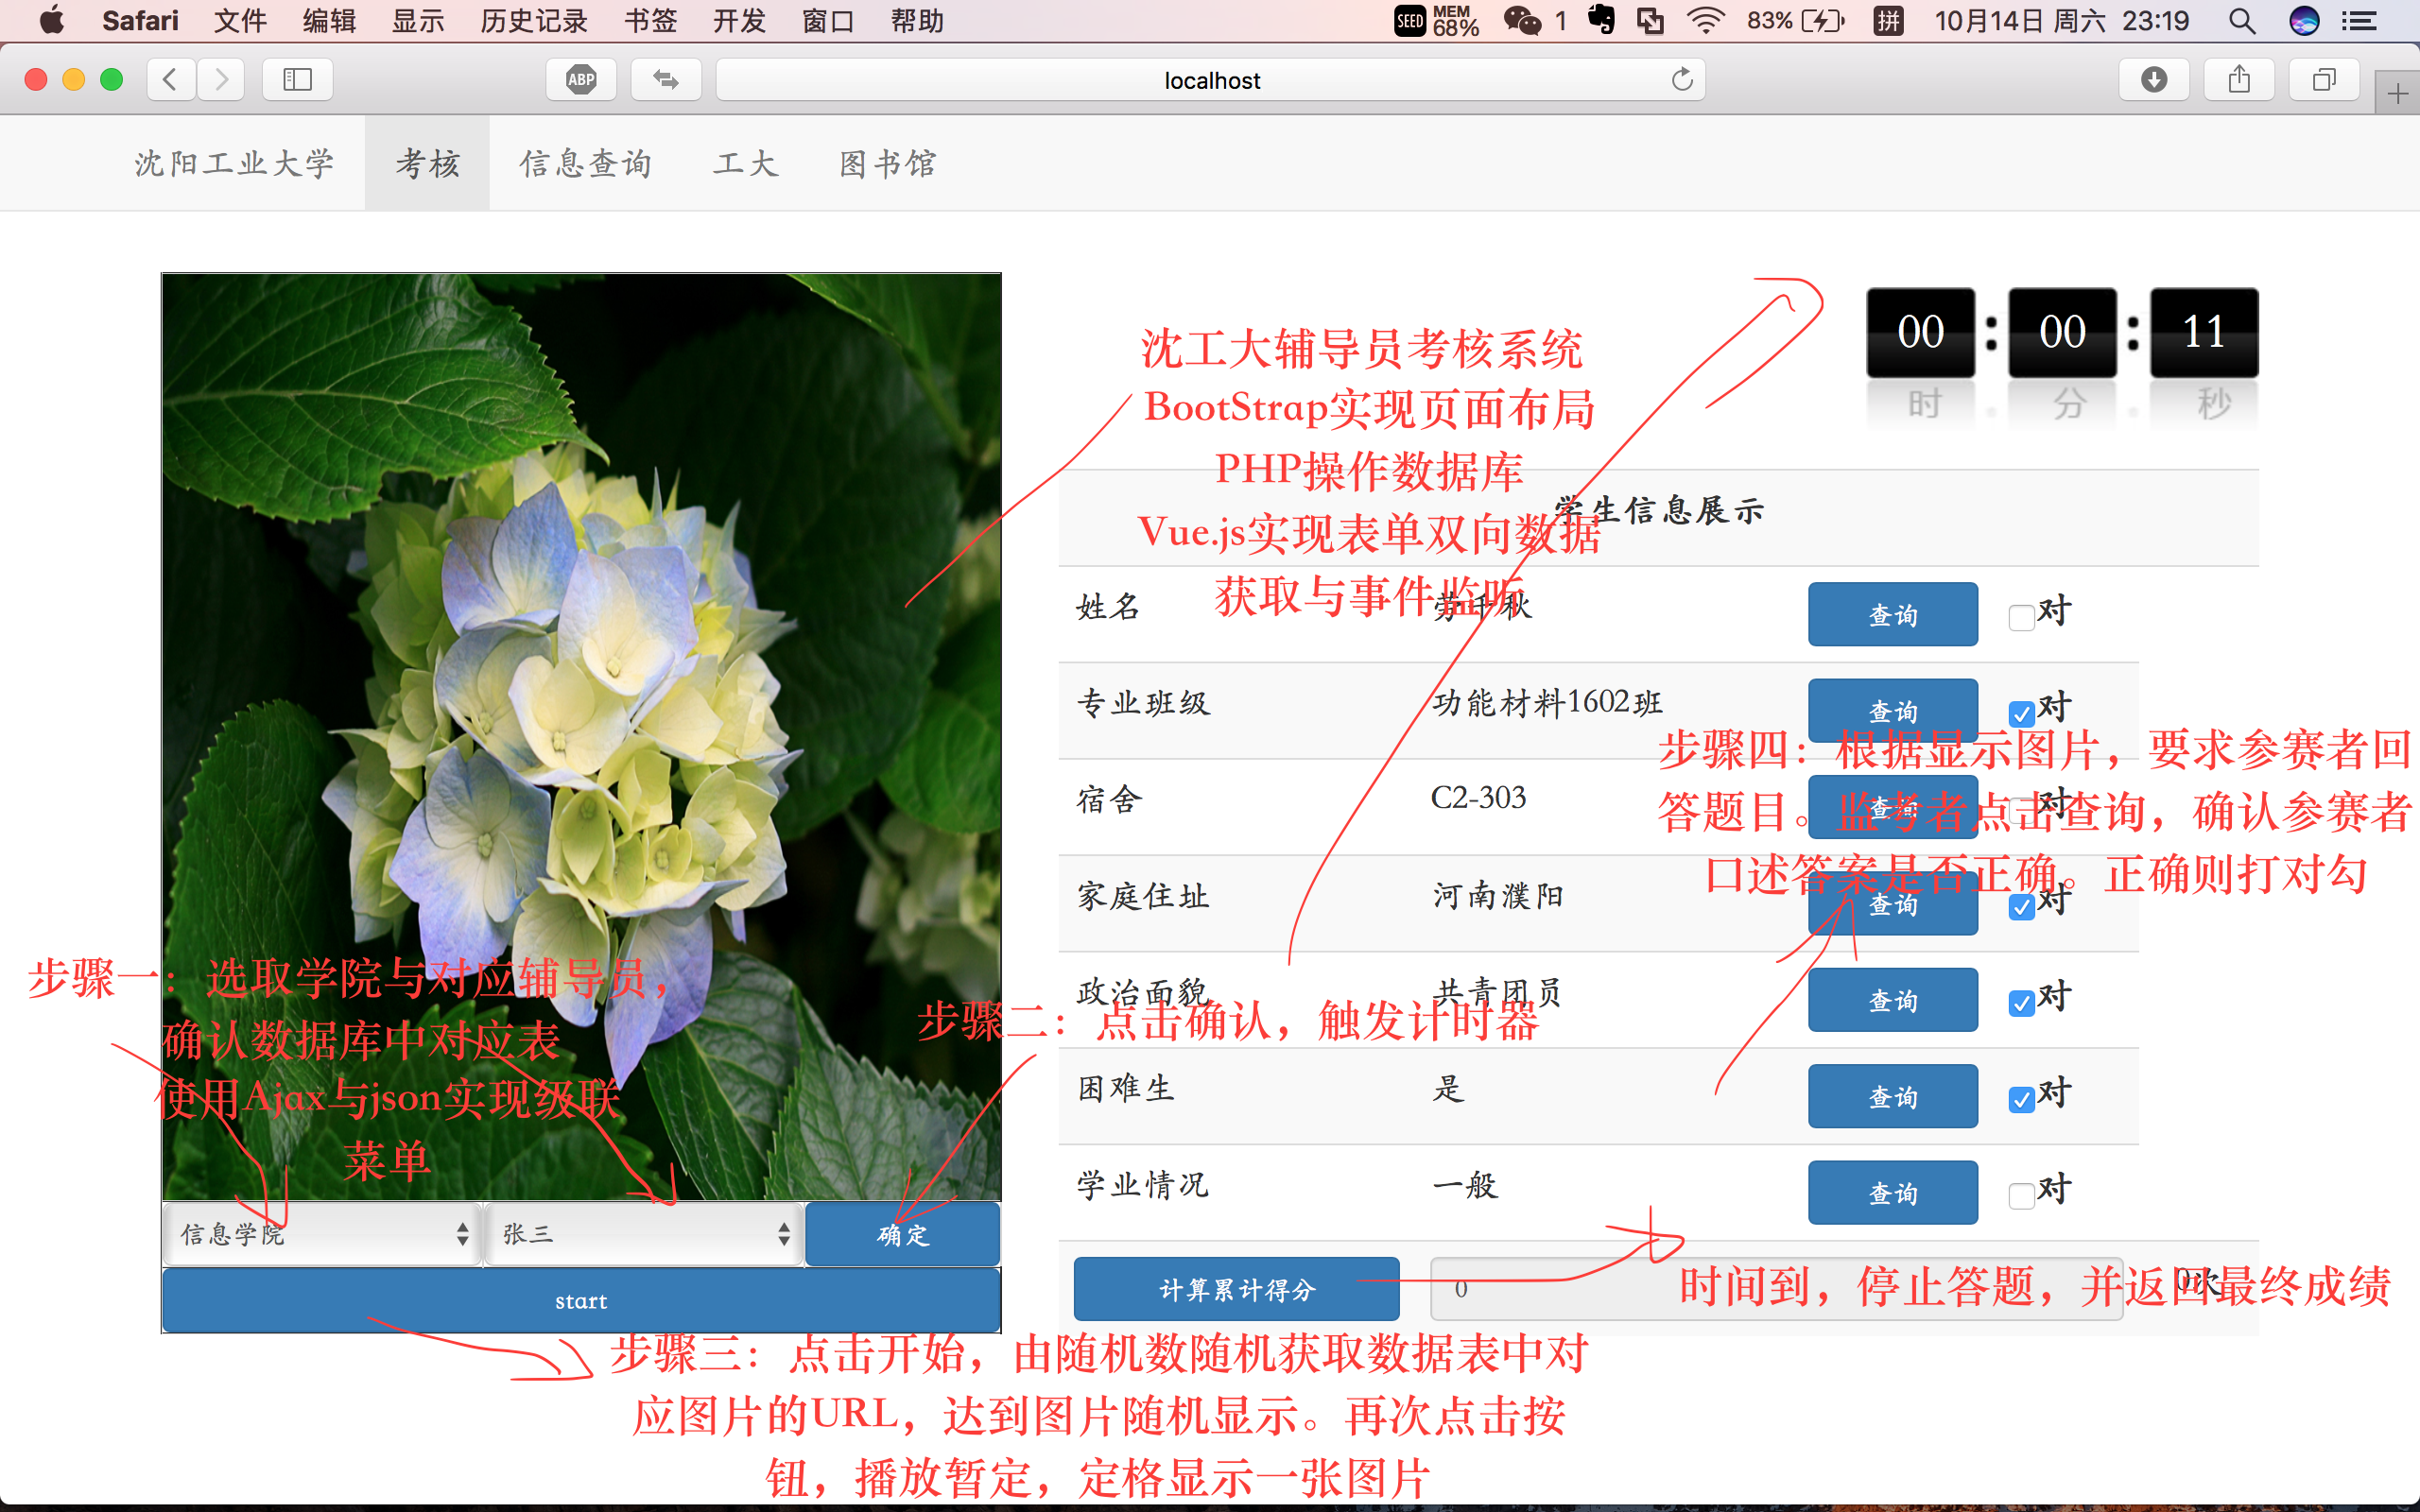 Safari 文件 编辑 显示 历史记录 书签 开发 窗口 帮助
SEED MEM 68% 1 83% 拼 10月14日 周六 23:19
ABP localhost
沈阳工业大学 考核 信息查询 工大 图书馆
00 : 00 : 11
时 分 秒
沈工大辅导员考核系统
BootStrap实现页面布局
PHP操作数据库
Vue.js实现表单双向数据
获取与事件监听
学生信息展示
姓名 劳千秋 查询 对
专业班级 功能材料1602班 查询 对
步骤四：根据显示图片，要求参赛者回
答题目。监考者点击查询，确认参赛者
口述答案是否正确。正确则打对勾
宿舍 C2-303 查询 对
家庭住址 河南濮阳 查询 对
政治面貌 共青团员 查询 对
困难生 是 查询 对
学业情况 一般 查询 对
步骤一：选取学院与对应辅导员，
确认数据库中对应表
使用Ajax与json实现级联
菜单
步骤二：点击确认，触发计时器
信息学院 张三 确定
start
计算累计得分 0 0次
时间到，停止答题，并返回最终成绩
步骤三：点击开始，由随机数随机获取数据表中对
应图片的URL，达到图片随机显示。再次点击按
钮，播放暂定，定格显示一张图片